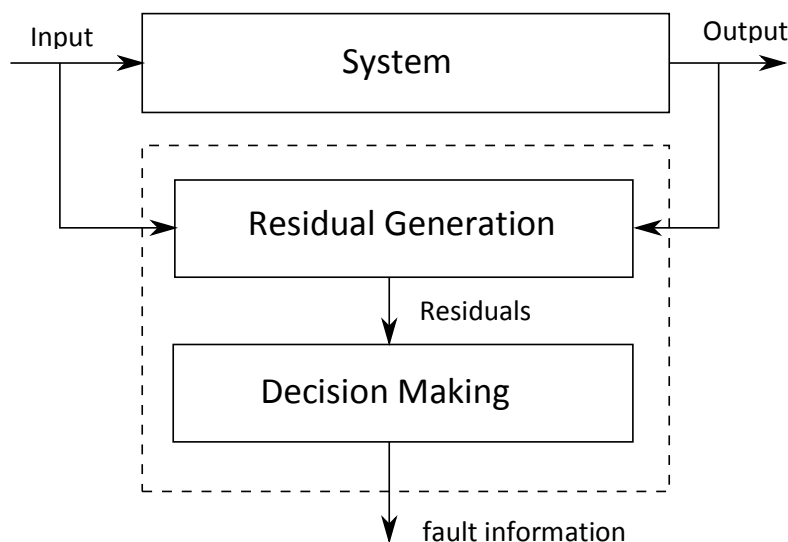 Input
Output
System
Residual Generation
Residuals
Decision Making
fault information